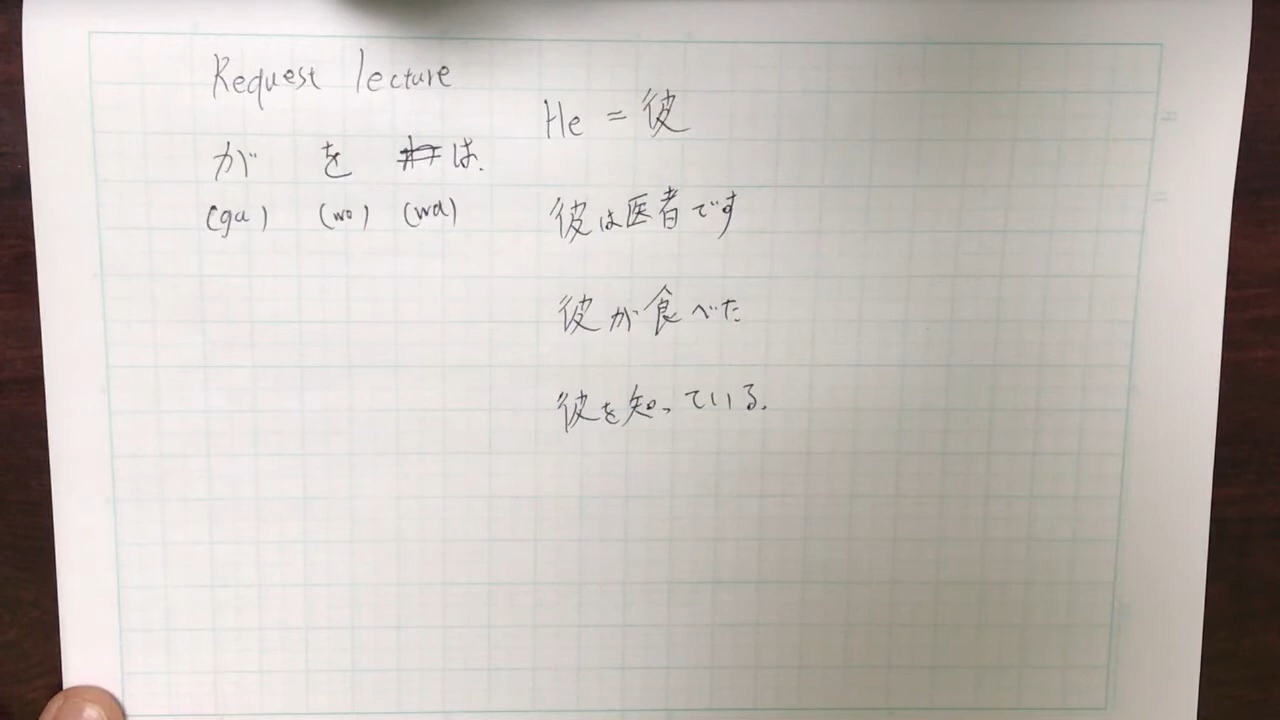 Request lecture
が を は.
(ga) (wo) (wa)
He = 彼
彼は医者です
彼が食べた
彼を知っている.